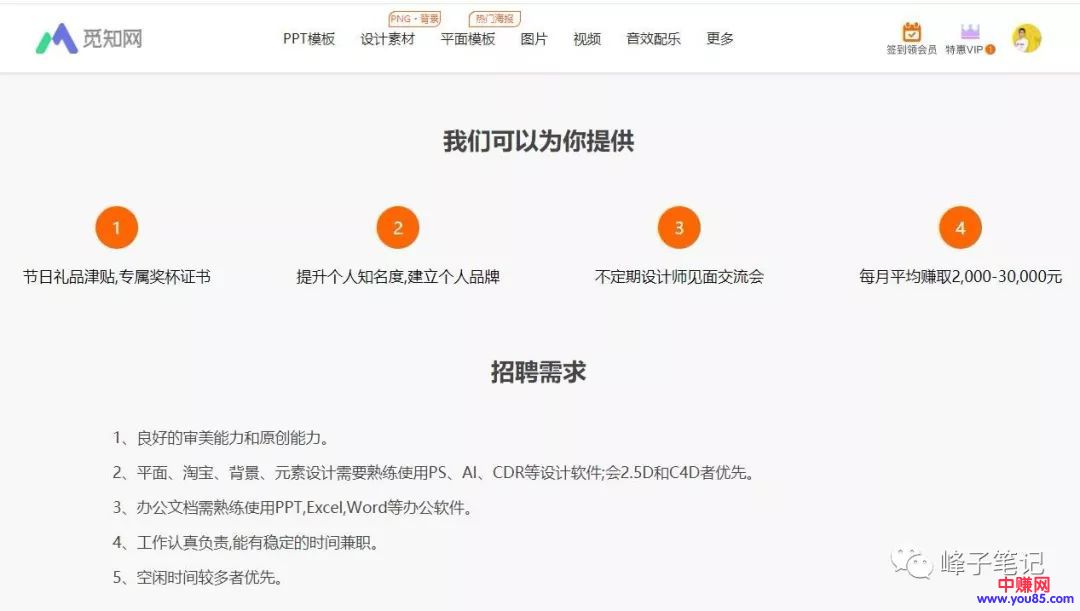 PNG·背景
热门海报
觅知网
PPT模板 设计素材 平面模板 图片 视频 音效配乐 更多
签到领会员 特惠VIP 1
我们可以为你提供
1 2 3 4
节日礼品津贴,专属奖杯证书 提升个人知名度,建立个人品牌 不定期设计师见面交流会 每月平均赚取2,000-30,000元
招聘需求
1、良好的审美能力和原创能力。
2、平面、淘宝、背景、元素设计需要熟练使用PS、AI、CDR等设计软件;会2.5D和C4D者优先。
3、办公文档需熟练使用PPT,Excel,Word等办公软件。
4、工作认真负责,能有稳定的时间兼职。
5、空闲时间较多者优先。
峰子笔记
中赚网
www.you85.com